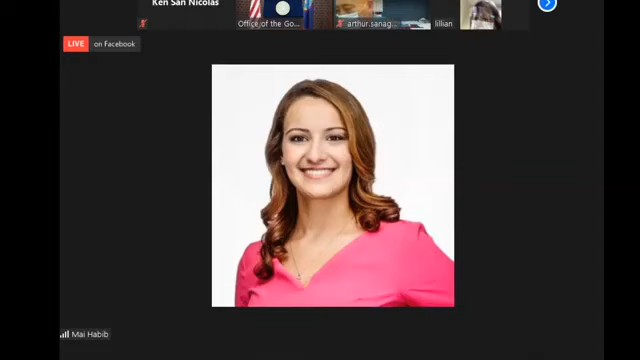 Ken San Nicolas
Office of the Go...
arthur.sanag...
lillian
LIVE
on Facebook
Mai Habib